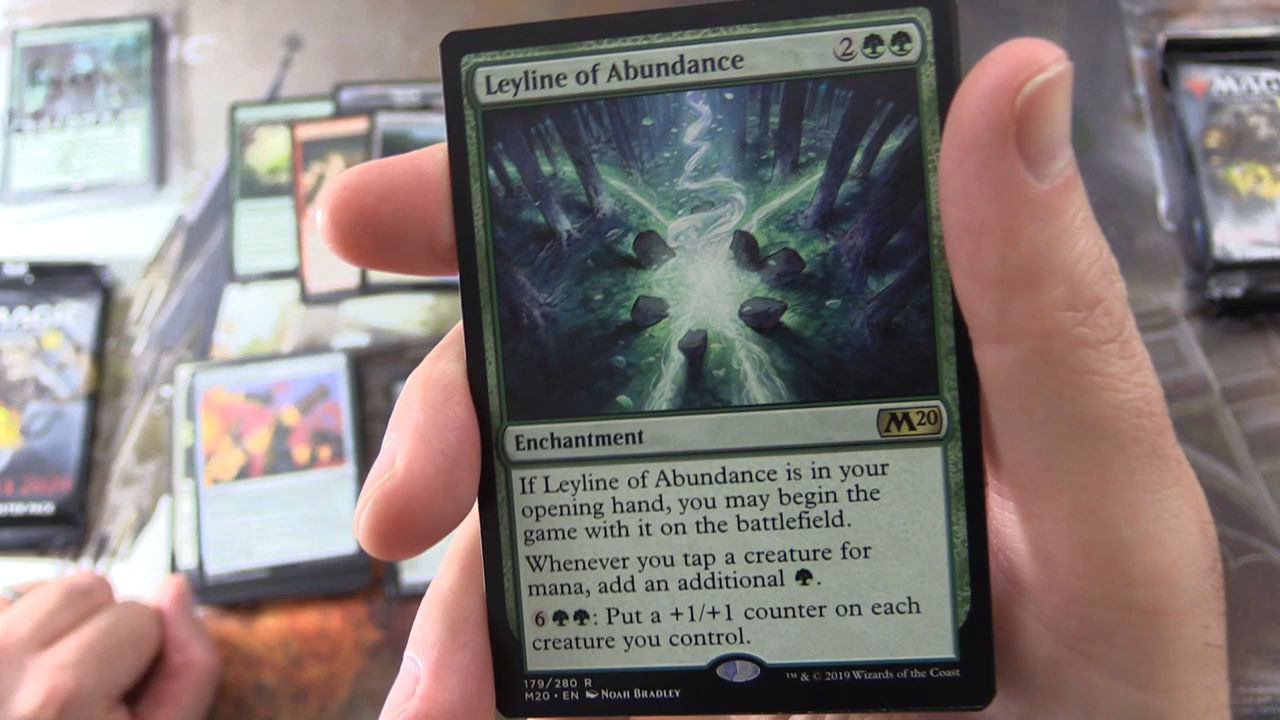 Leyline of Abundance 2
Enchantment M20
If Leyline of Abundance is in your
opening hand, you may begin the
game with it on the battlefield.
Whenever you tap a creature for
mana, add an additional .
6 : Put a +1/+1 counter on each
creature you control.
179/280 R
M20 • EN Noah Bradley
™ & © 2019 Wizards of the Coast
MAGIC
MAGIC